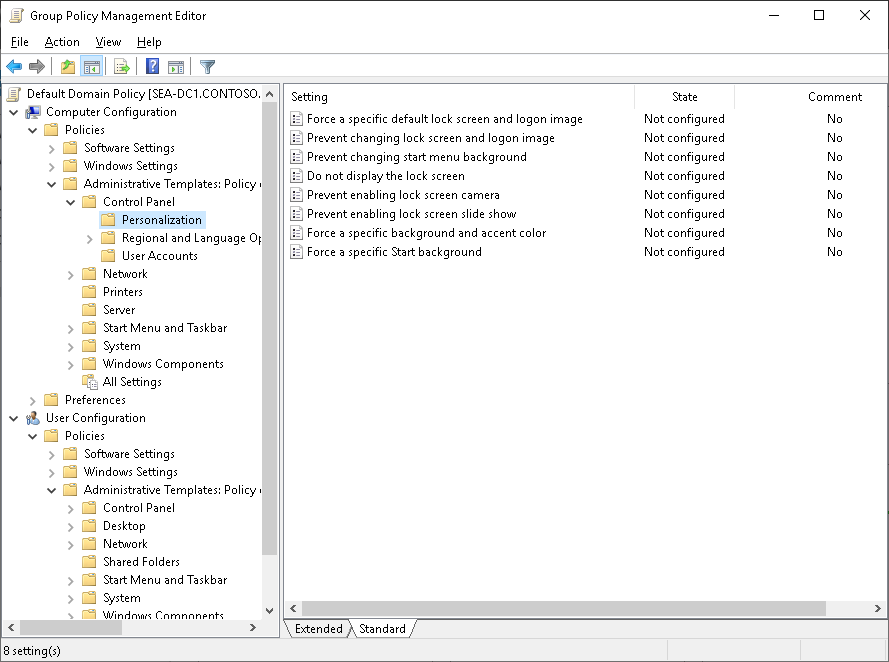 Group Policy Management Editor
File Action View Help
Default Domain Policy [SEA-DC1.CONTOSO.
Computer Configuration
Policies
Software Settings
Windows Settings
Administrative Templates: Policy
Control Panel
Personalization
Regional and Language Op
User Accounts
Network
Printers
Server
Start Menu and Taskbar
System
Windows Components
All Settings
Preferences
User Configuration
Policies
Software Settings
Windows Settings
Administrative Templates: Policy
Control Panel
Desktop
Network
Shared Folders
Start Menu and Taskbar
System
Windows Components
Setting State Comment
Force a specific default lock screen and logon image Not configured No
Prevent changing lock screen and logon image Not configured No
Prevent changing start menu background Not configured No
Do not display the lock screen Not configured No
Prevent enabling lock screen camera Not configured No
Prevent enabling lock screen slide show Not configured No
Force a specific background and accent color Not configured No
Force a specific Start background Not configured No
Extended Standard
8 setting(s)